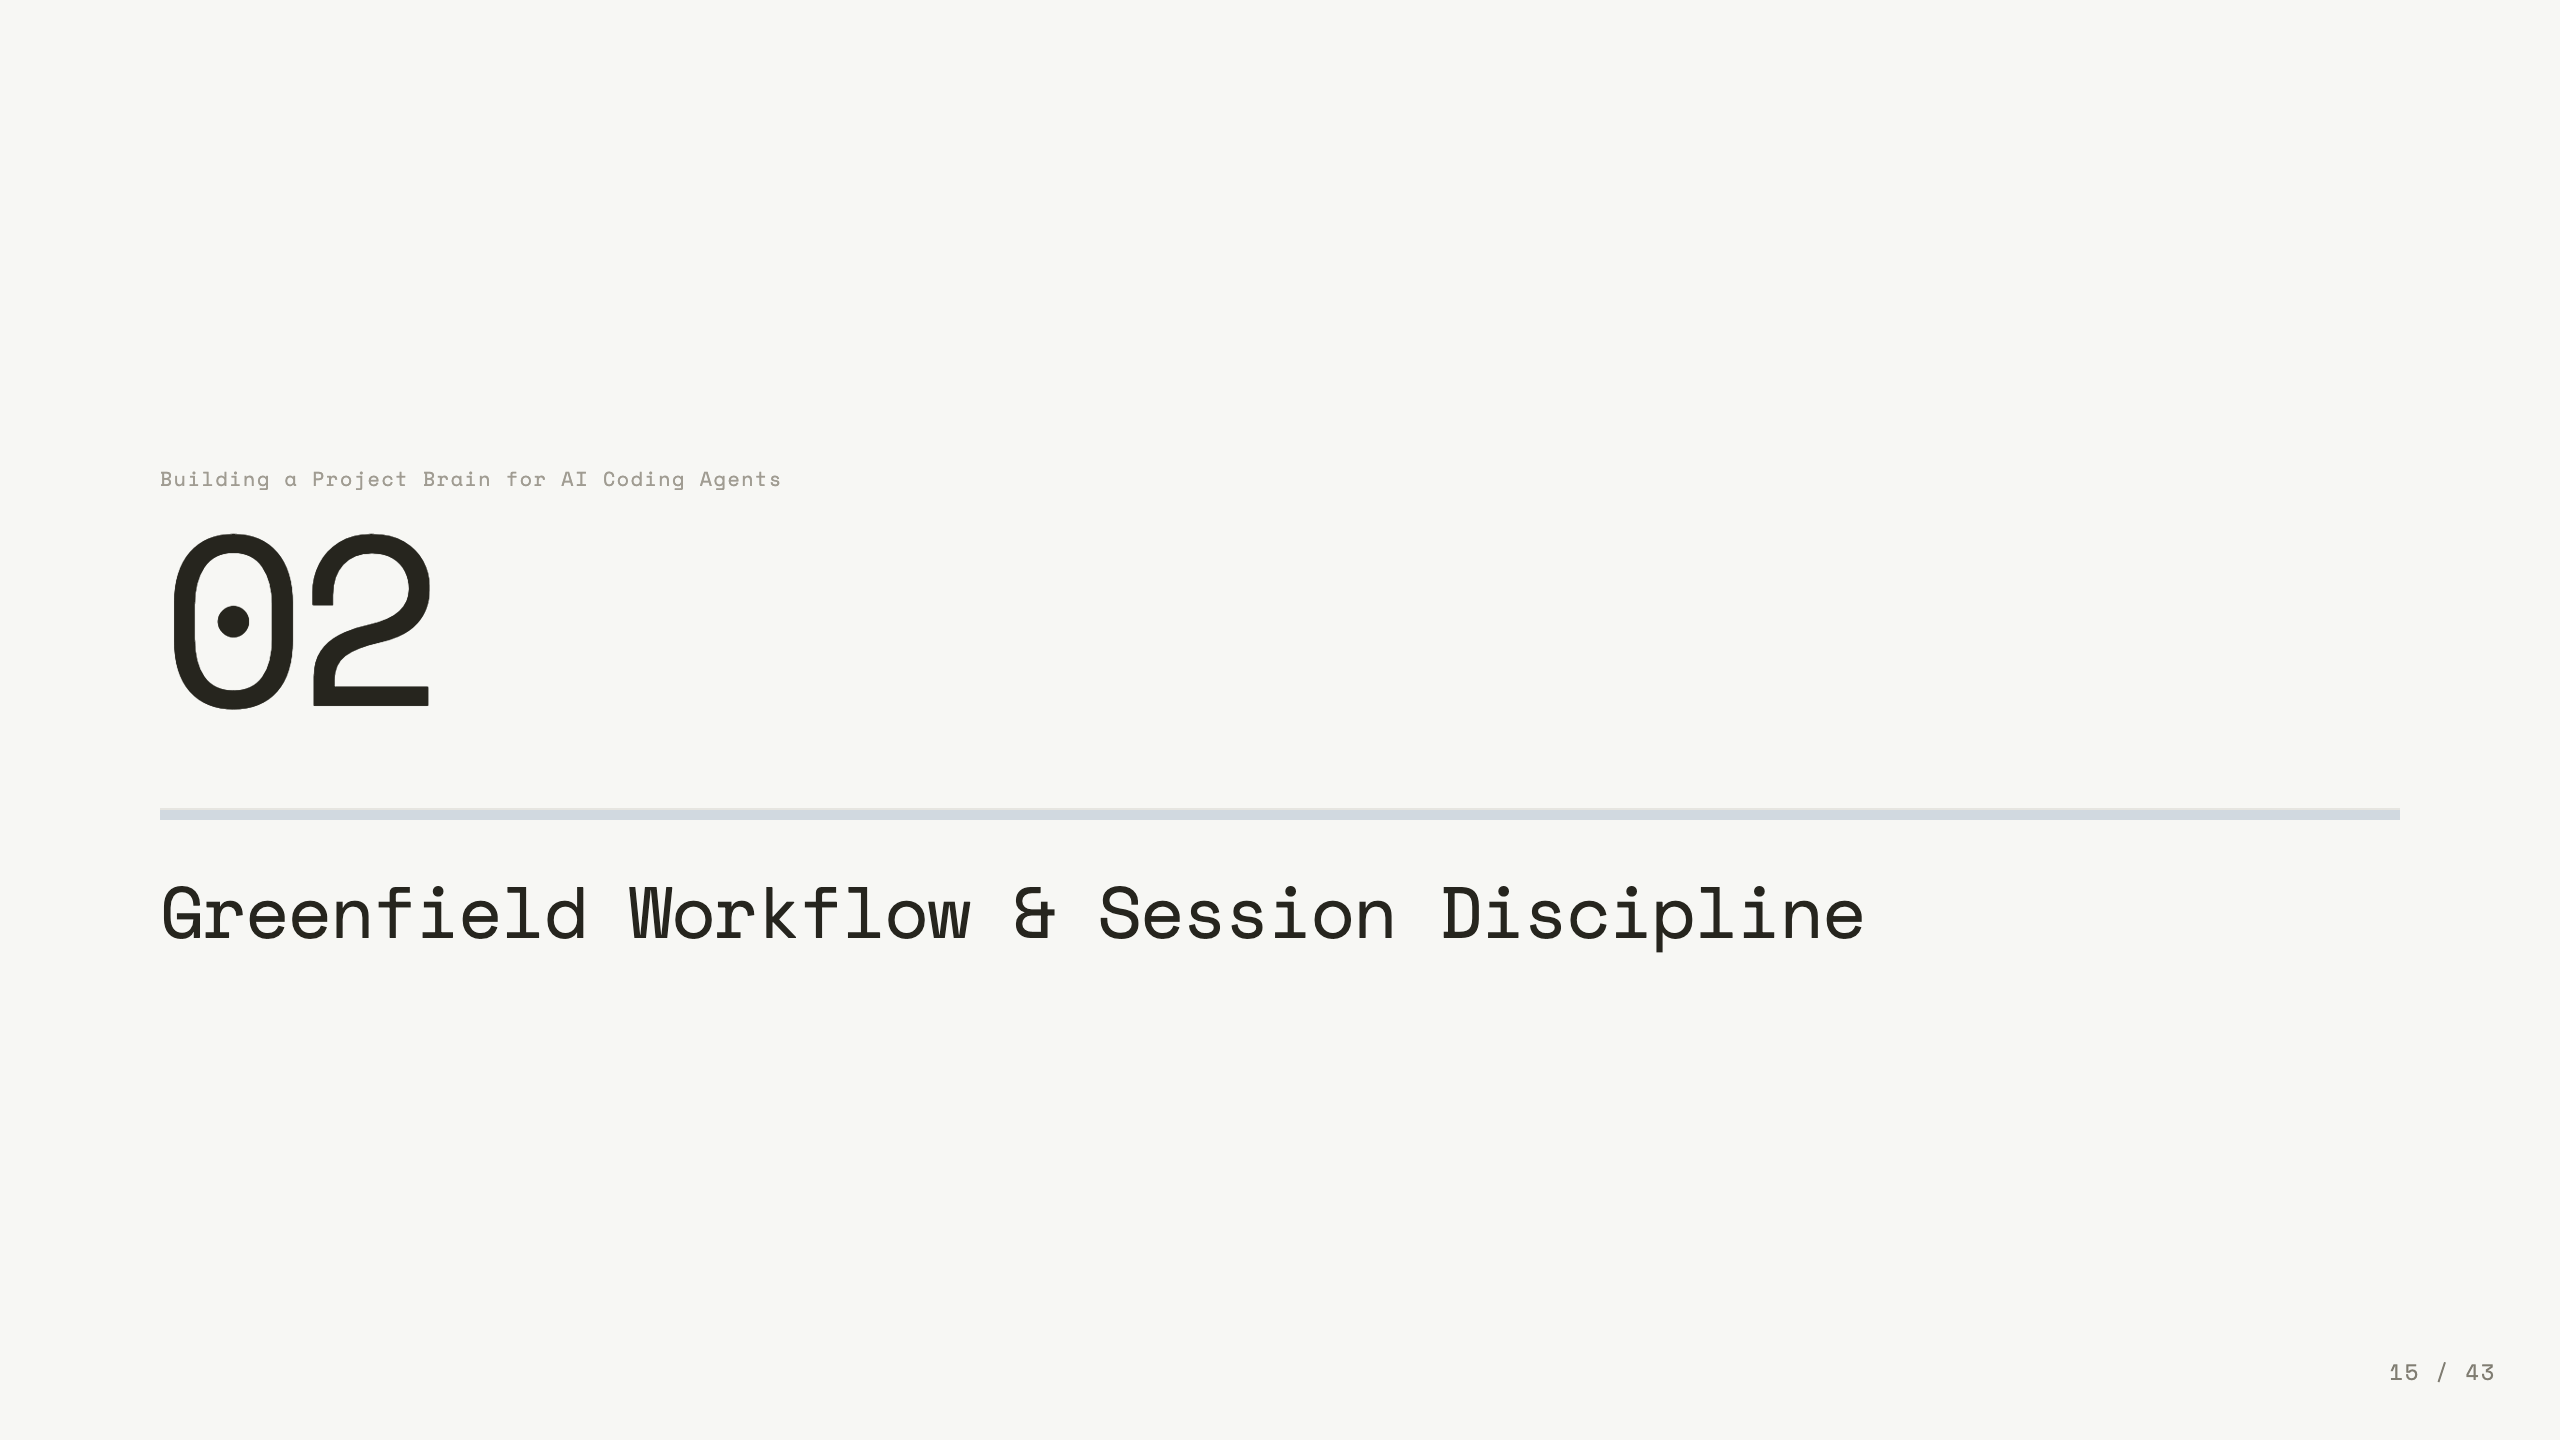 Building a Project Brain for AI Coding Agents
02
Greenfield Workflow & Session Discipline
15 / 43